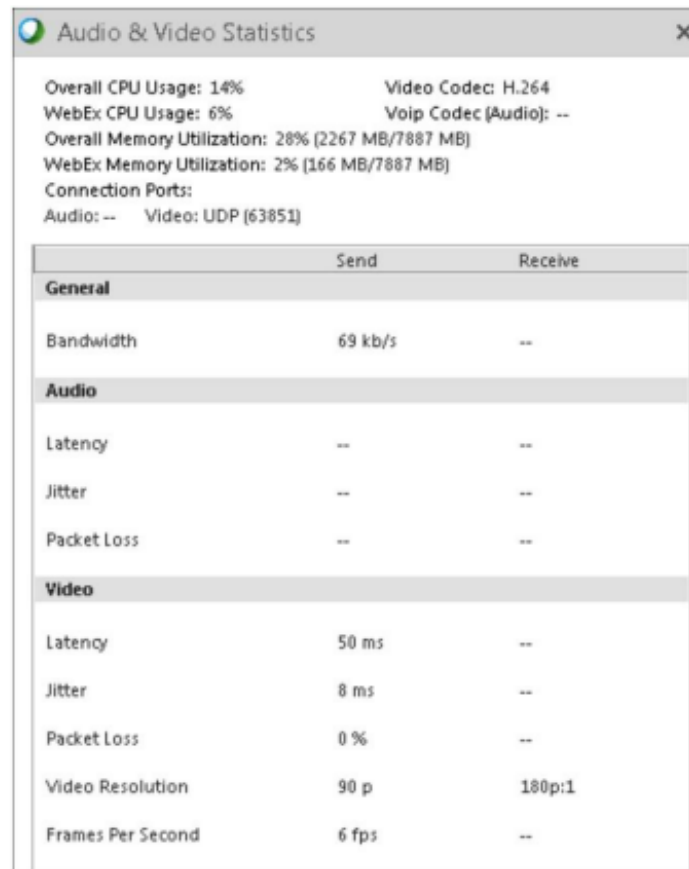 Audio & Video Statistics ×
Overall CPU Usage: 14% Video Codec: H.264
WebEx CPU Usage: 6% Voip Codec (Audio): --
Overall Memory Utilization: 28% (2267 MB/7887 MB)
WebEx Memory Utilization: 2% (166 MB/7887 MB)
Connection Ports:
Audio: -- Video: UDP (63851)
Send Receive
General
Bandwidth 69 kb/s --
Audio
Latency -- --
Jitter -- --
Packet Loss -- --
Video
Latency 50 ms --
Jitter 8 ms --
Packet Loss 0 % --
Video Resolution 90 p 180p:1
Frames Per Second 6 fps --